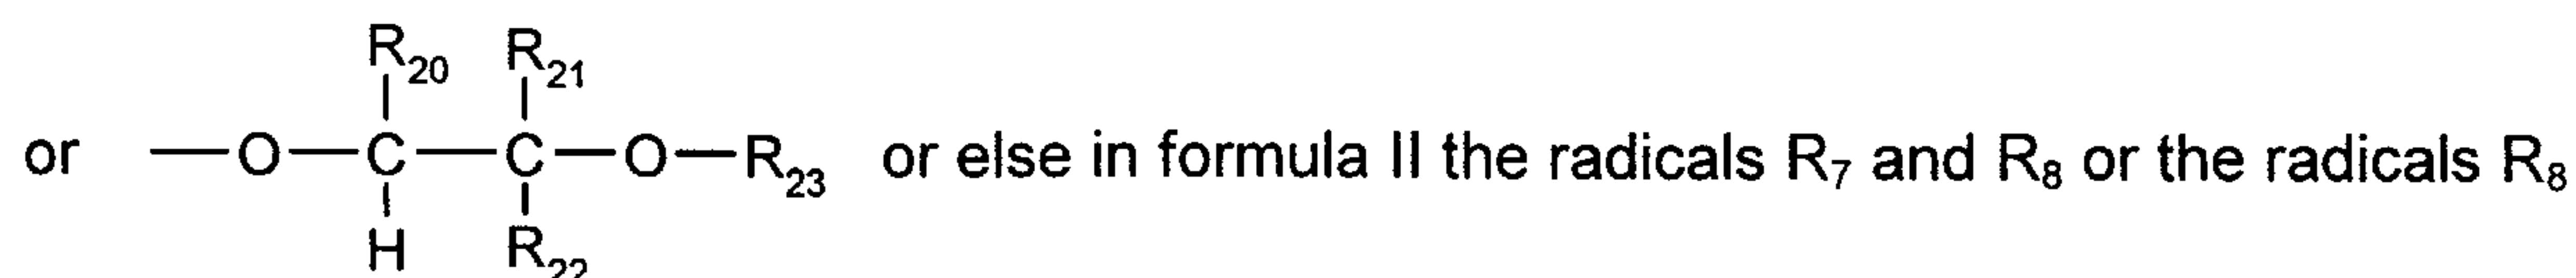 R20 R21
or —O—C—C—O—R23 or else in formula II the radicals R7 and R8 or the radicals R8
H R22